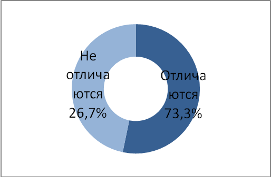 Не
отлича
ются
26,7%
Отлича
ются
73,3%